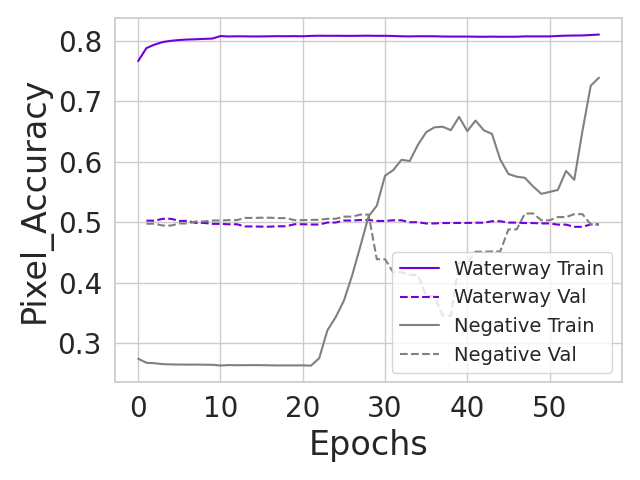 0.8
0.7
0.6
0.5
0.4
0.3
Pixel_Accuracy
0 10 20 30 40 50
Epochs
Waterway Train
Waterway Val
Negative Train
Negative Val